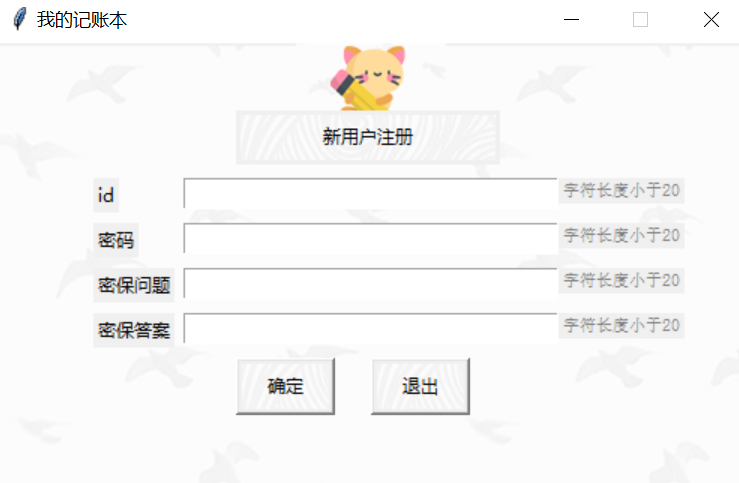 我的记账本
新用户注册
id 字符长度小于20
密码 字符长度小于20
密保问题 字符长度小于20
密保答案 字符长度小于20
确定 退出